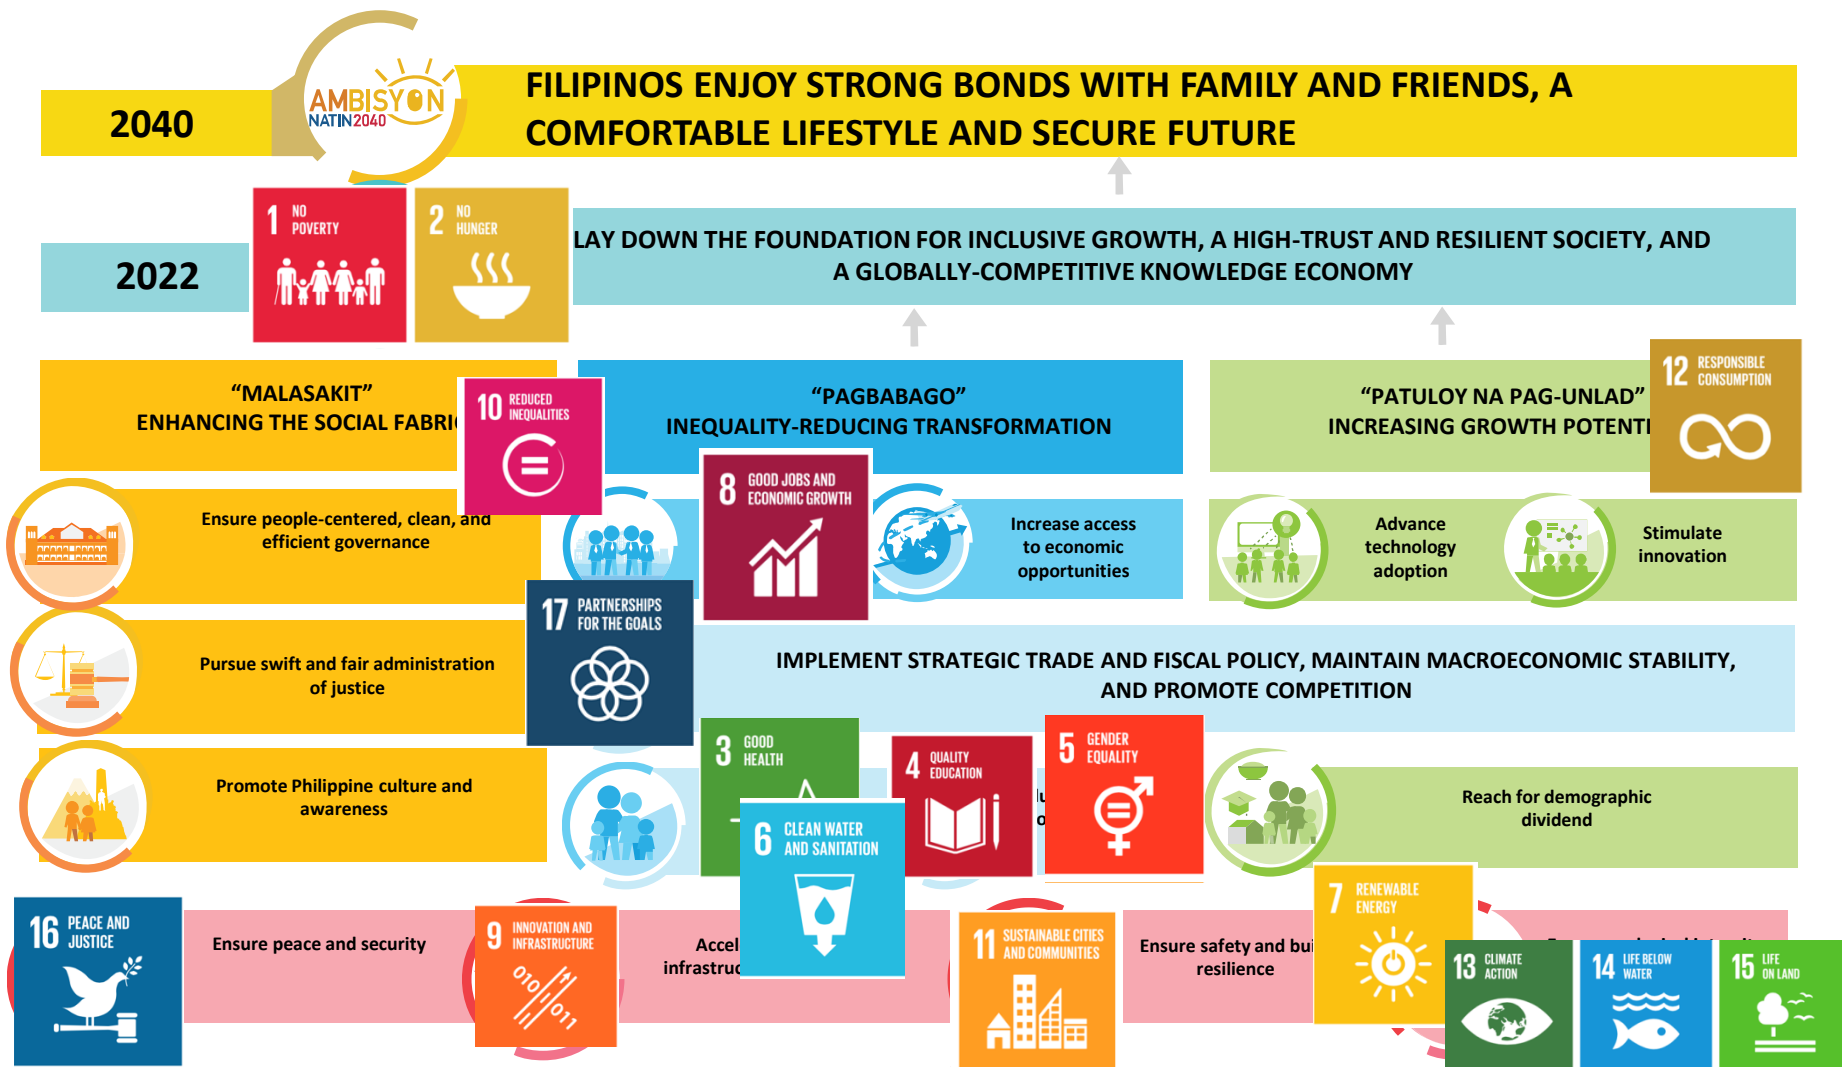 2040
AMBISYON
NATIN2040
FILIPINOS ENJOY STRONG BONDS WITH FAMILY AND FRIENDS, A
COMFORTABLE LIFESTYLE AND SECURE FUTURE
2022
1 NO
POVERTY
2 NO
HUNGER
LAY DOWN THE FOUNDATION FOR INCLUSIVE GROWTH, A HIGH-TRUST AND RESILIENT SOCIETY, AND
A GLOBALLY-COMPETITIVE KNOWLEDGE ECONOMY
“MALASAKIT”
ENHANCING THE SOCIAL FABRI
10 REDUCED
INEQUALITIES
“PAGBABAGO”
INEQUALITY-REDUCING TRANSFORMATION
“PATULOY NA PAG-UNLAD”
INCREASING GROWTH POTENTI
12 RESPONSIBLE
CONSUMPTION
Ensure people-centered, clean, and
efficient governance
8 GOOD JOBS AND
ECONOMIC GROWTH
Increase access
to economic
opportunities
Advance
technology
adoption
Stimulate
innovation
Pursue swift and fair administration
of justice
17 PARTNERSHIPS
FOR THE GOALS
IMPLEMENT STRATEGIC TRADE AND FISCAL POLICY, MAINTAIN MACROECONOMIC STABILITY,
AND PROMOTE COMPETITION
Promote Philippine culture and
awareness
3 GOOD
HEALTH
6 CLEAN WATER
AND SANITATION
4 QUALITY
EDUCATION
5 GENDER
EQUALITY
Reach for demographic
dividend
16 PEACE AND
JUSTICE
Ensure peace and security
9 INNOVATION AND
INFRASTRUCTURE
010
011
Accel
infrastruc
11 SUSTAINABLE CITIES
AND COMMUNITIES
Ensure safety and bui
resilience
7 RENEWABLE
ENERGY
13 CLIMATE
ACTION
14 LIFE BELOW
WATER
15 LIFE
ON LAND